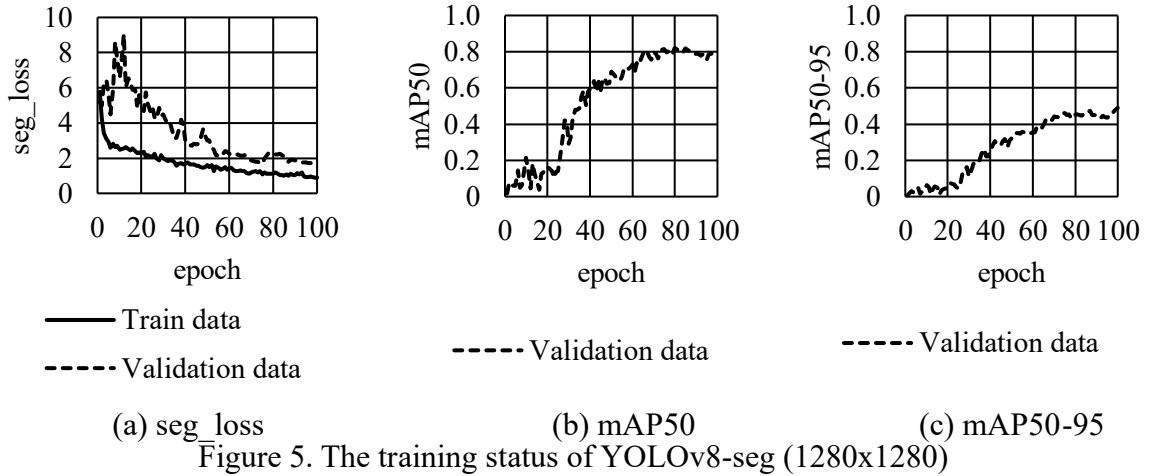 10
8
6
4
2
0
seg_loss
0 20 40 60 80 100
epoch
Train data
Validation data
(a) seg_loss
1.0
0.8
0.6
0.4
0.2
0
mAP50
0 20 40 60 80 100
epoch
Validation data
(b) mAP50
1.0
0.8
0.6
0.4
0.2
0
mAP50-95
0 20 40 60 80 100
epoch
Validation data
(c) mAP50-95
Figure 5. The training status of YOLOv8-seg (1280x1280)